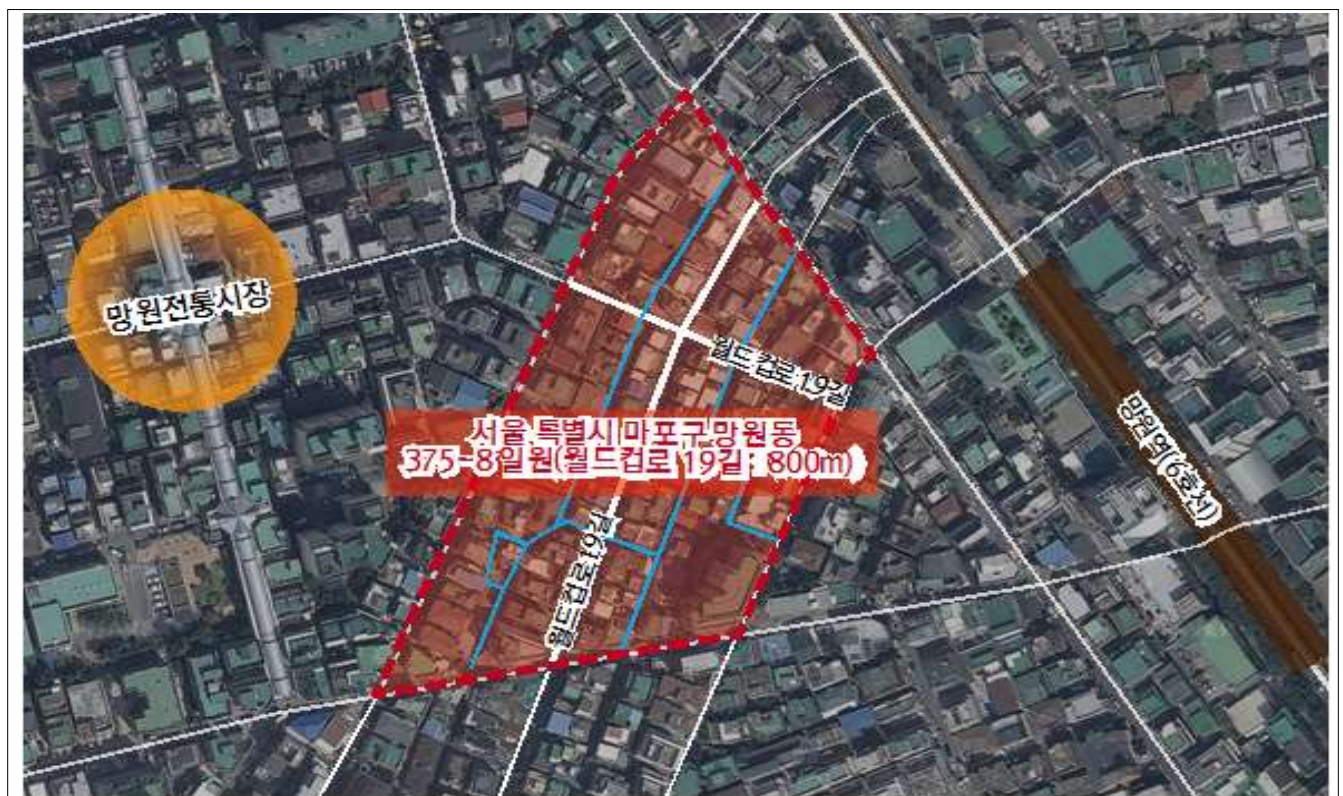 망원전통시장
월드컵로 19길
서울 특별시 마포구 망원동
375-8 일원(월드컵로 19길 : 800m)
월드컵로 19길
망원역(6호선)